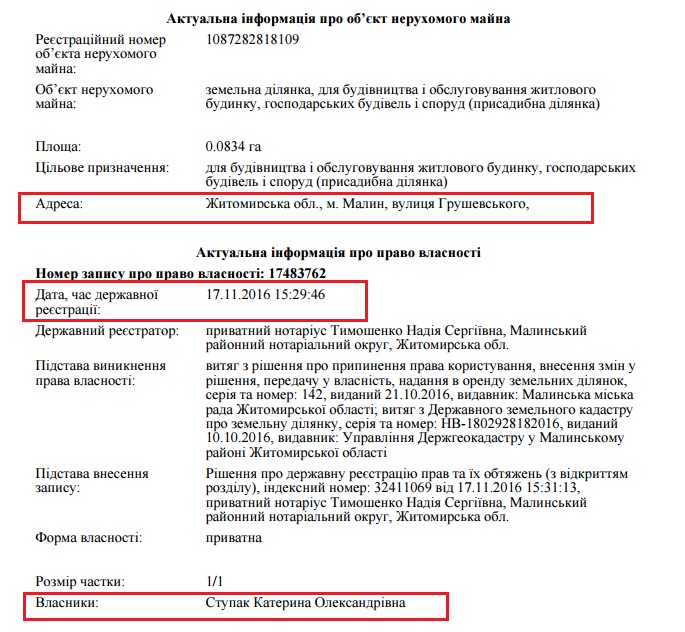 Актуальна інформація про об’єкт нерухомого майна
Реєстраційний номер об’єкта нерухомого майна: 1087282818109
Об’єкт нерухомого майна: земельна ділянка, для будівництва і обслуговування житлового
будинку, господарських будівель і споруд (присадибна ділянка)
Площа: 0.0834 га
Цільове призначення: для будівництва і обслуговування житлового будинку, господарських
будівель і споруд (присадибна ділянка)
Адреса: Житомирська обл., м. Малин, вулиця Грушевського,
Актуальна інформація про право власності
Номер запису про право власності: 17483762
Дата, час державної реєстрації: 17.11.2016 15:29:46
Державний реєстратор: приватний нотаріус Тимошенко Надія Сергіївна, Малинський
районний нотаріальний округ, Житомирська обл.
Підстава виникнення права власності: витяг з рішення про припинення права користування, внесення змін у
рішення, передачу у власність, надання в оренду земельних ділянок,
серія та номер: 142, виданий 21.10.2016, видавник: Малинська міська
рада Житомирської області; витяг з Державного земельного кадастру
про земельну ділянку, серія та номер: НВ-1802928182016, виданий
10.10.2016, видавник: Управління Держгеокадастру у Малинському
районі Житомирської області
Підстава внесення запису: Рішення про державну реєстрацію прав та їх обтяжень (з відкриттям
розділу), індексний номер: 32411069 від 17.11.2016 15:31:13,
приватний нотаріус Тимошенко Надія Сергіївна, Малинський
районний нотаріальний округ, Житомирська обл.
Форма власності: приватна
Розмір частки: 1/1
Власники: Ступак Катерина Олександрівна